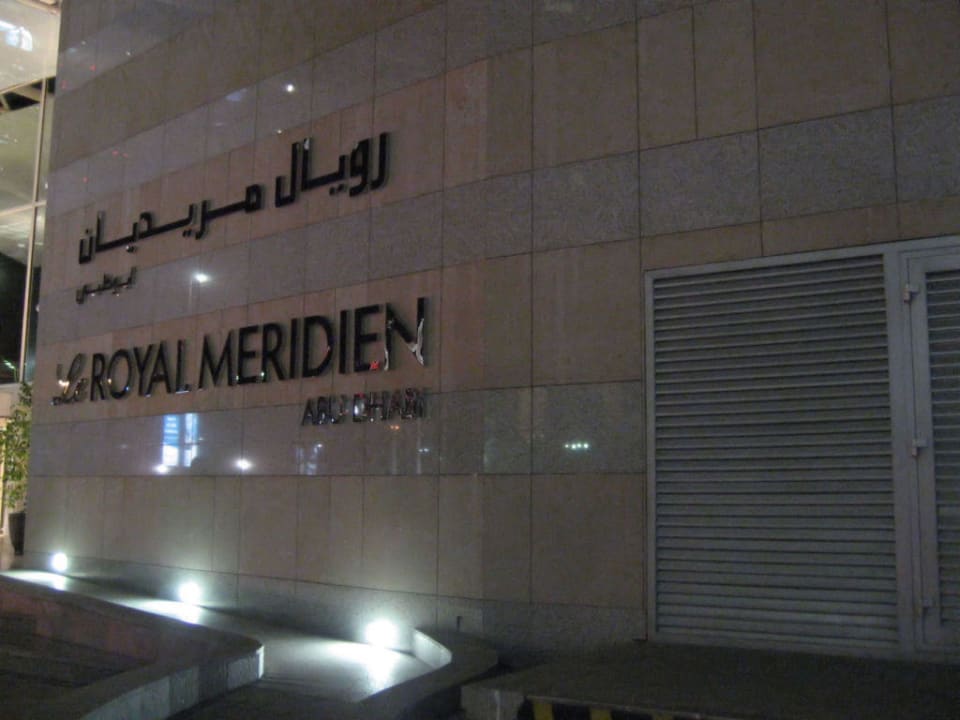 رويال مريديان
ابوظبي
Le ROYAL MERIDIEN
ABU DHABI